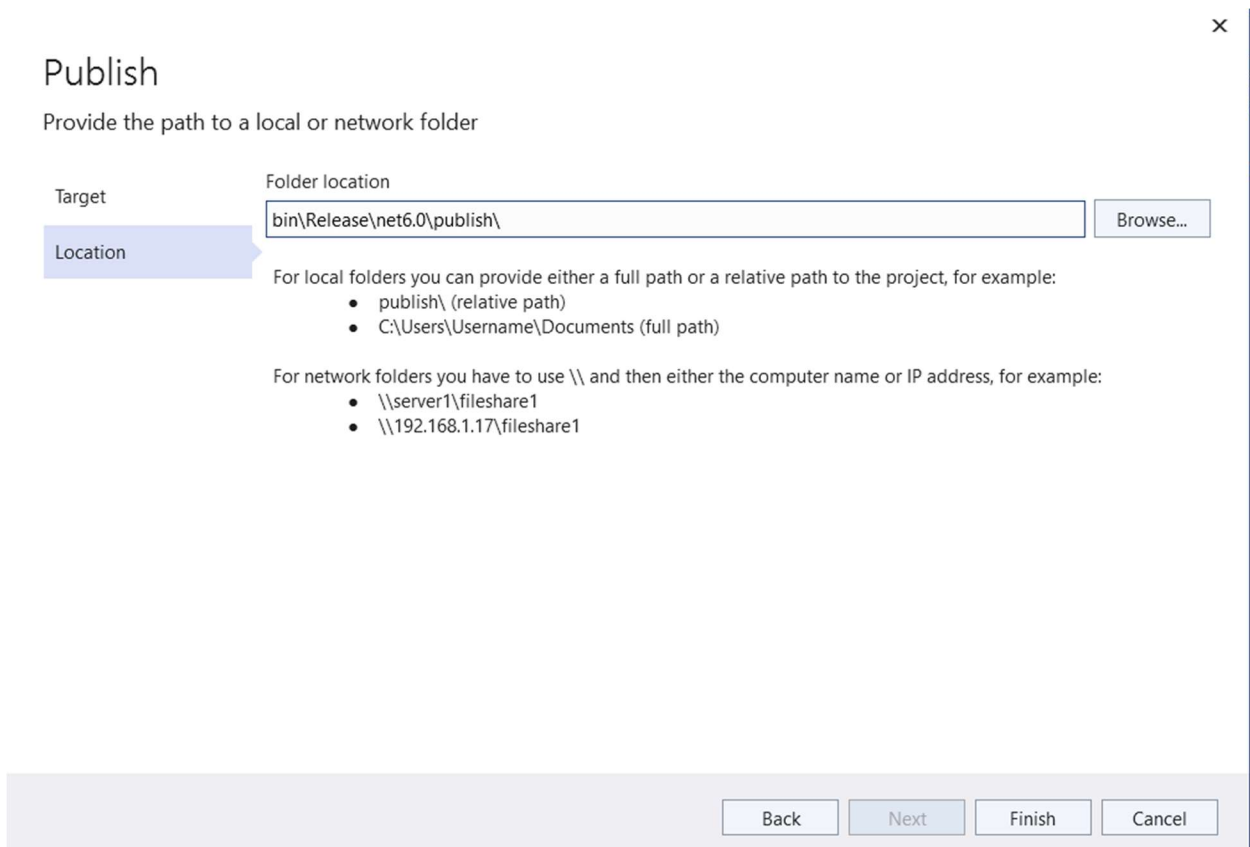 Publish
Provide the path to a local or network folder
Target
Location
Folder location
bin\Release\net6.0\publish\
Browse...
For local folders you can provide either a full path or a relative path to the project, for example:
● publish\ (relative path)
● C:\Users\Username\Documents (full path)
For network folders you have to use \\ and then either the computer name or IP address, for example:
● \\server1\fileshare1
● \\192.168.1.17\fileshare1
Back
Next
Finish
Cancel